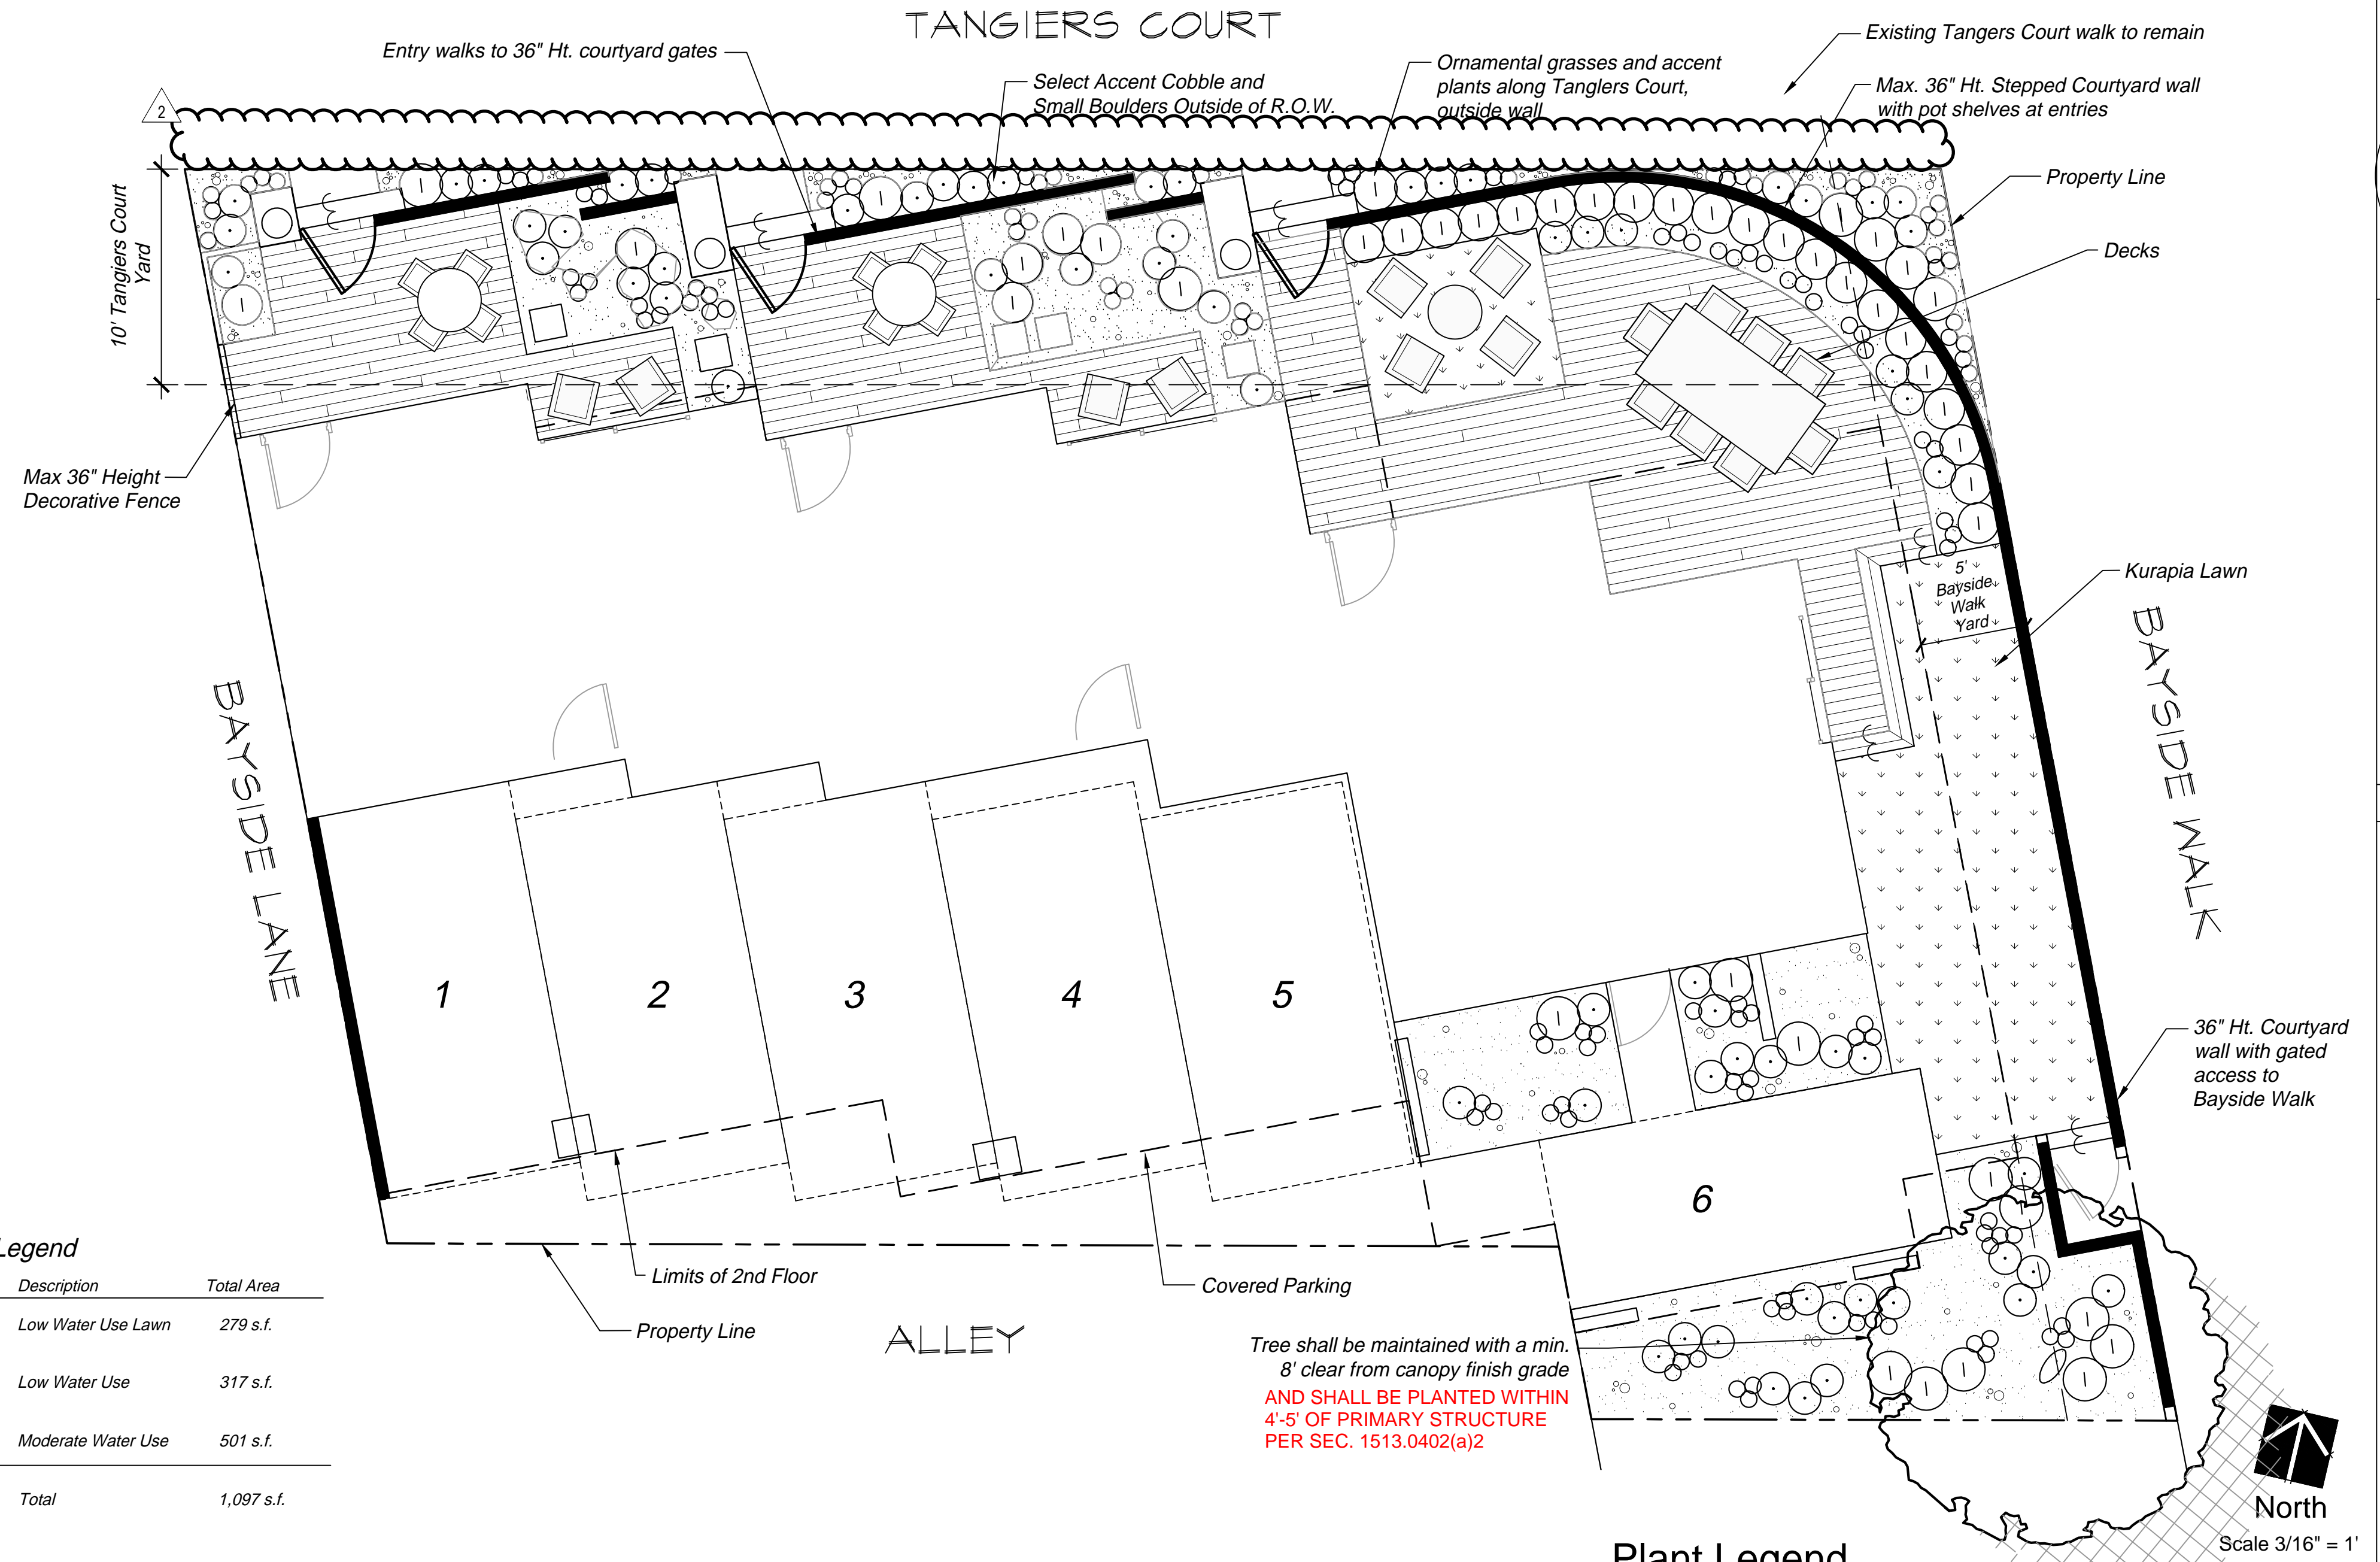 TANGIERS COURT
Entry walks to 36" Ht. courtyard gates
Select Accent Cobble and
Small Boulders Outside of R.O.W.
Ornamental grasses and accent
plants along Tanglers Court,
outside wall
Existing Tangers Court walk to remain
Max. 36" Ht. Stepped Courtyard wall
with pot shelves at entries
2
Property Line
10' Tangiers Court
Yard
Decks
Max 36" Height
Decorative Fence
5'
Bayside
Walk
Yard
Kurapia Lawn
BAYSIDE LANE
BAYSIDE WALK
1
2
3
4
5
6
36" Ht. Courtyard
wall with gated
access to
Bayside Walk
Limits of 2nd Floor
Covered Parking
Property Line
ALLEY
Tree shall be maintained with a min.
8' clear from canopy finish grade
AND SHALL BE PLANTED WITHIN
4'-5' OF PRIMARY STRUCTURE
PER SEC. 1513.0402(a)2
Legend
Description Total Area
Low Water Use Lawn 279 s.f.
Low Water Use 317 s.f.
Moderate Water Use 501 s.f.
Total 1,097 s.f.
North
Scale 3/16" = 1'
Plant Legend